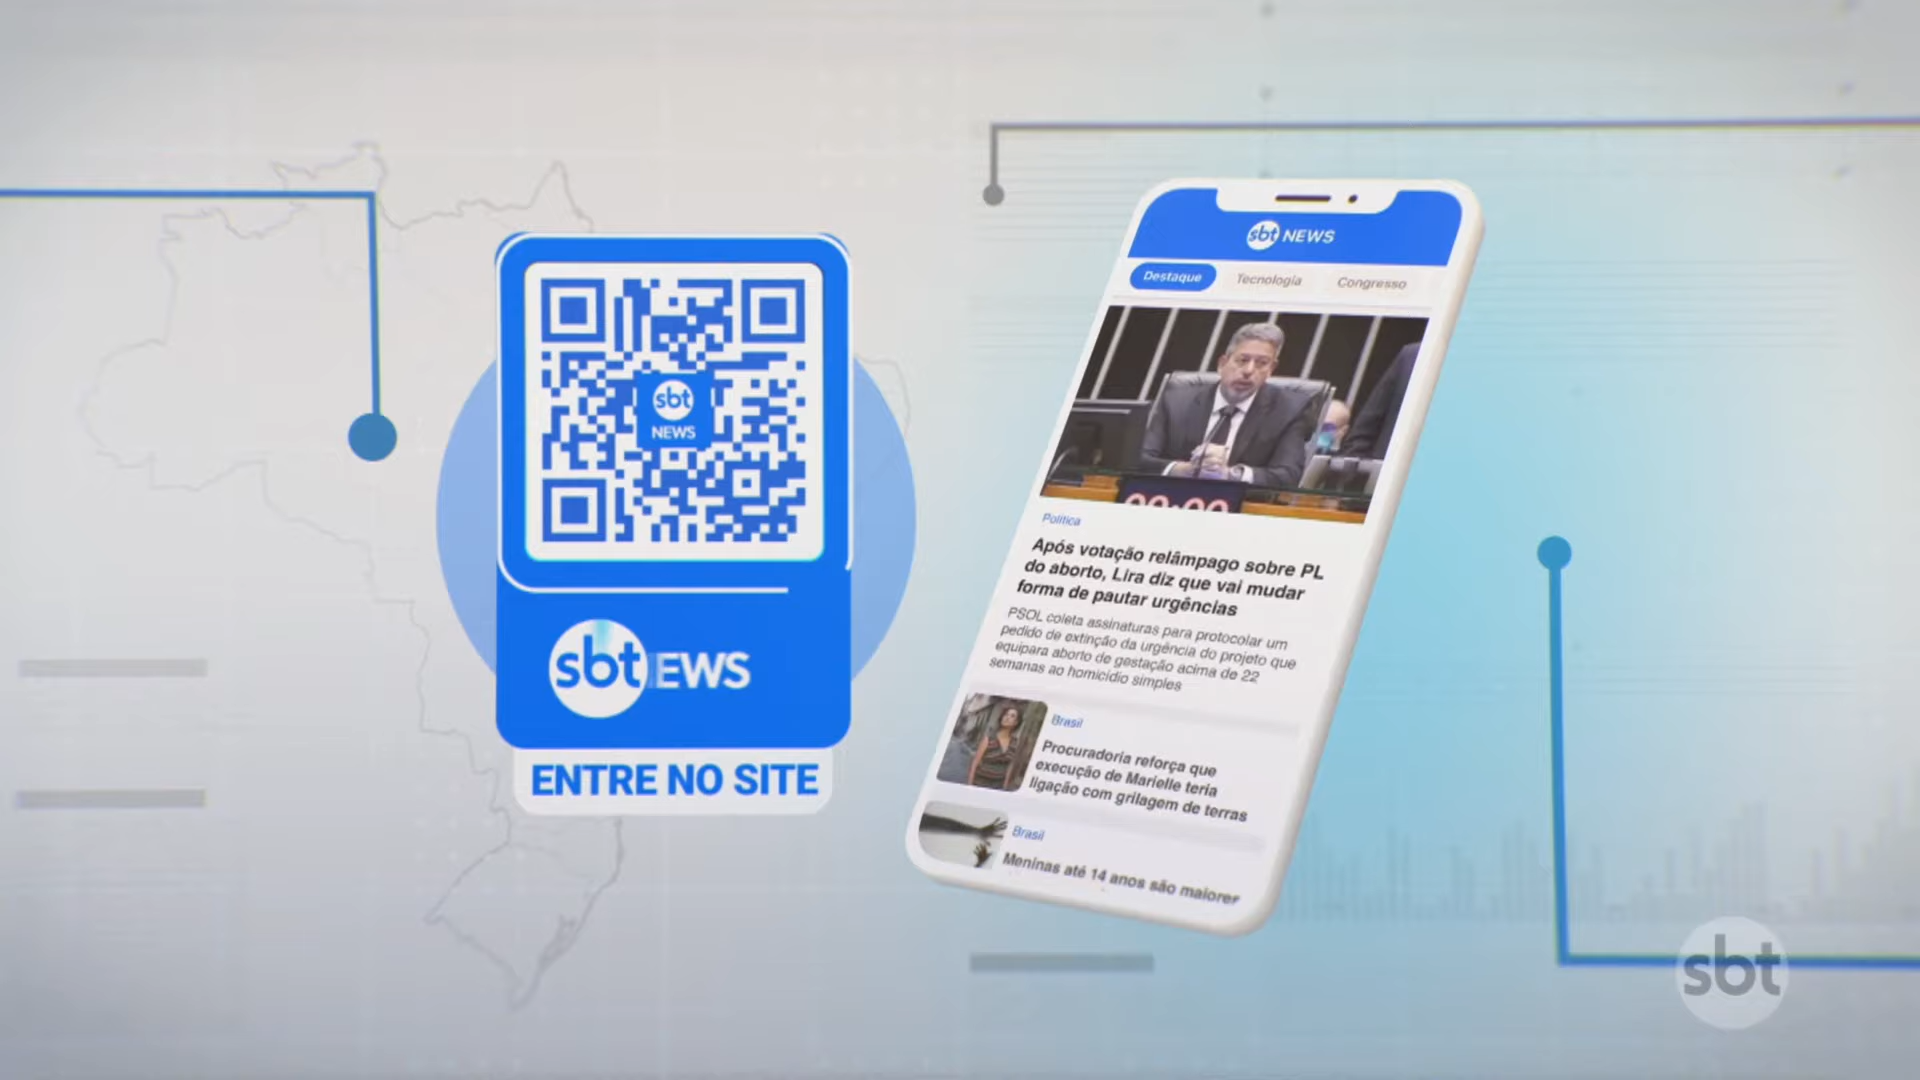 sbt
NEWS
sbt EWS
ENTRE NO SITE
sbt NEWS
Destaque Tecnologia Congresso
00:00
Política
Após votação relâmpago sobre PL
do aborto, Lira diz que vai mudar
forma de pautar urgências
PSOL coleta assinaturas para protocolar um
pedido de extinção da urgência do projeto que
equipara aborto de gestação acima de 22
semanas ao homicídio simples
Brasil
Procuradoria reforça que
execução de Marielle teria
ligação com grilagem de terras
Brasil
Meninas até 14 anos são maiores
sbt